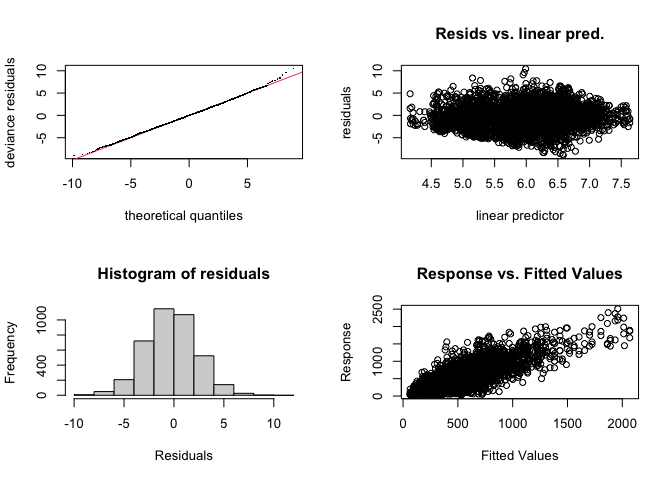 deviance residuals
-5 0 5 10
-10 -5 0 5
theoretical quantiles
Resids vs. linear pred.
residuals
-5 0 5 10
4.5 5.0 5.5 6.0 6.5 7.0 7.5
linear predictor
Histogram of residuals
Frequency
0 400 1000
-10 -5 0 5 10
Residuals
Response vs. Fitted Values
Response
0 1000 2500
0 500 1000 1500 2000
Fitted Values